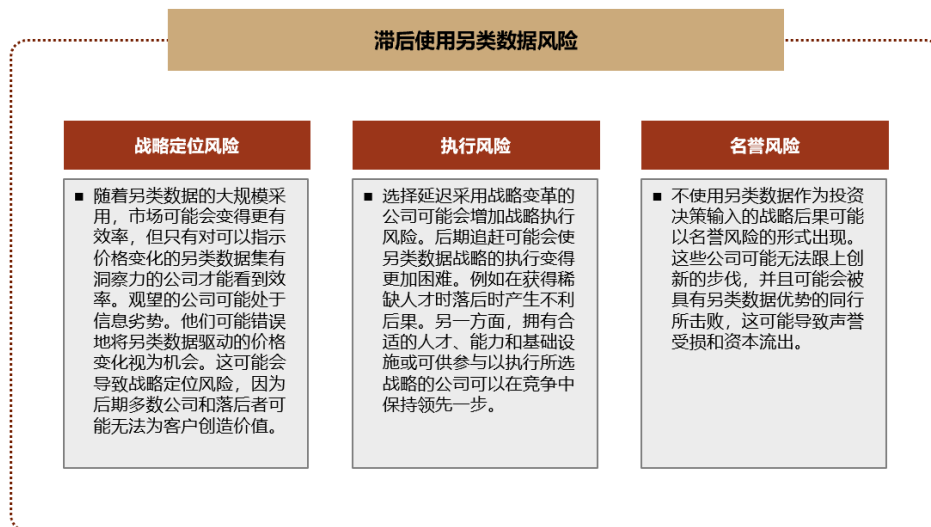 滞后使用另类数据风险
战略定位风险
■ 随着另类数据的大规模采
用，市场可能会变得更有
效率，但只有对可以指示
价格变化的另类数据集有
洞察力的公司才能看到效
率。观望的公司可能处于
信息劣势。他们可能错误
地将另类数据驱动的价格
变化视为机会。这可能会
导致战略定位风险，因为
后期多数公司和落后者可
能无法为客户创造价值。
执行风险
■ 选择延迟采用战略变革的
公司可能会增加战略执行
风险。后期追赶可能会使
另类数据战略的执行变得
更加困难。例如在获得稀
缺人才时落后时产生不利
后果。另一方面，拥有合
适的人才、能力和基础设
施或可供参与以执行所选
战略的公司可以在竞争中
保持领先一步。
名誉风险
■ 不使用另类数据作为投资
决策输入的战略后果可能
以名誉风险的形式出现。
这些公司可能无法跟上创
新的步伐，并且可能会被
具有另类数据优势的同行
所击败，这可能导致声誉
受损和资本流出。